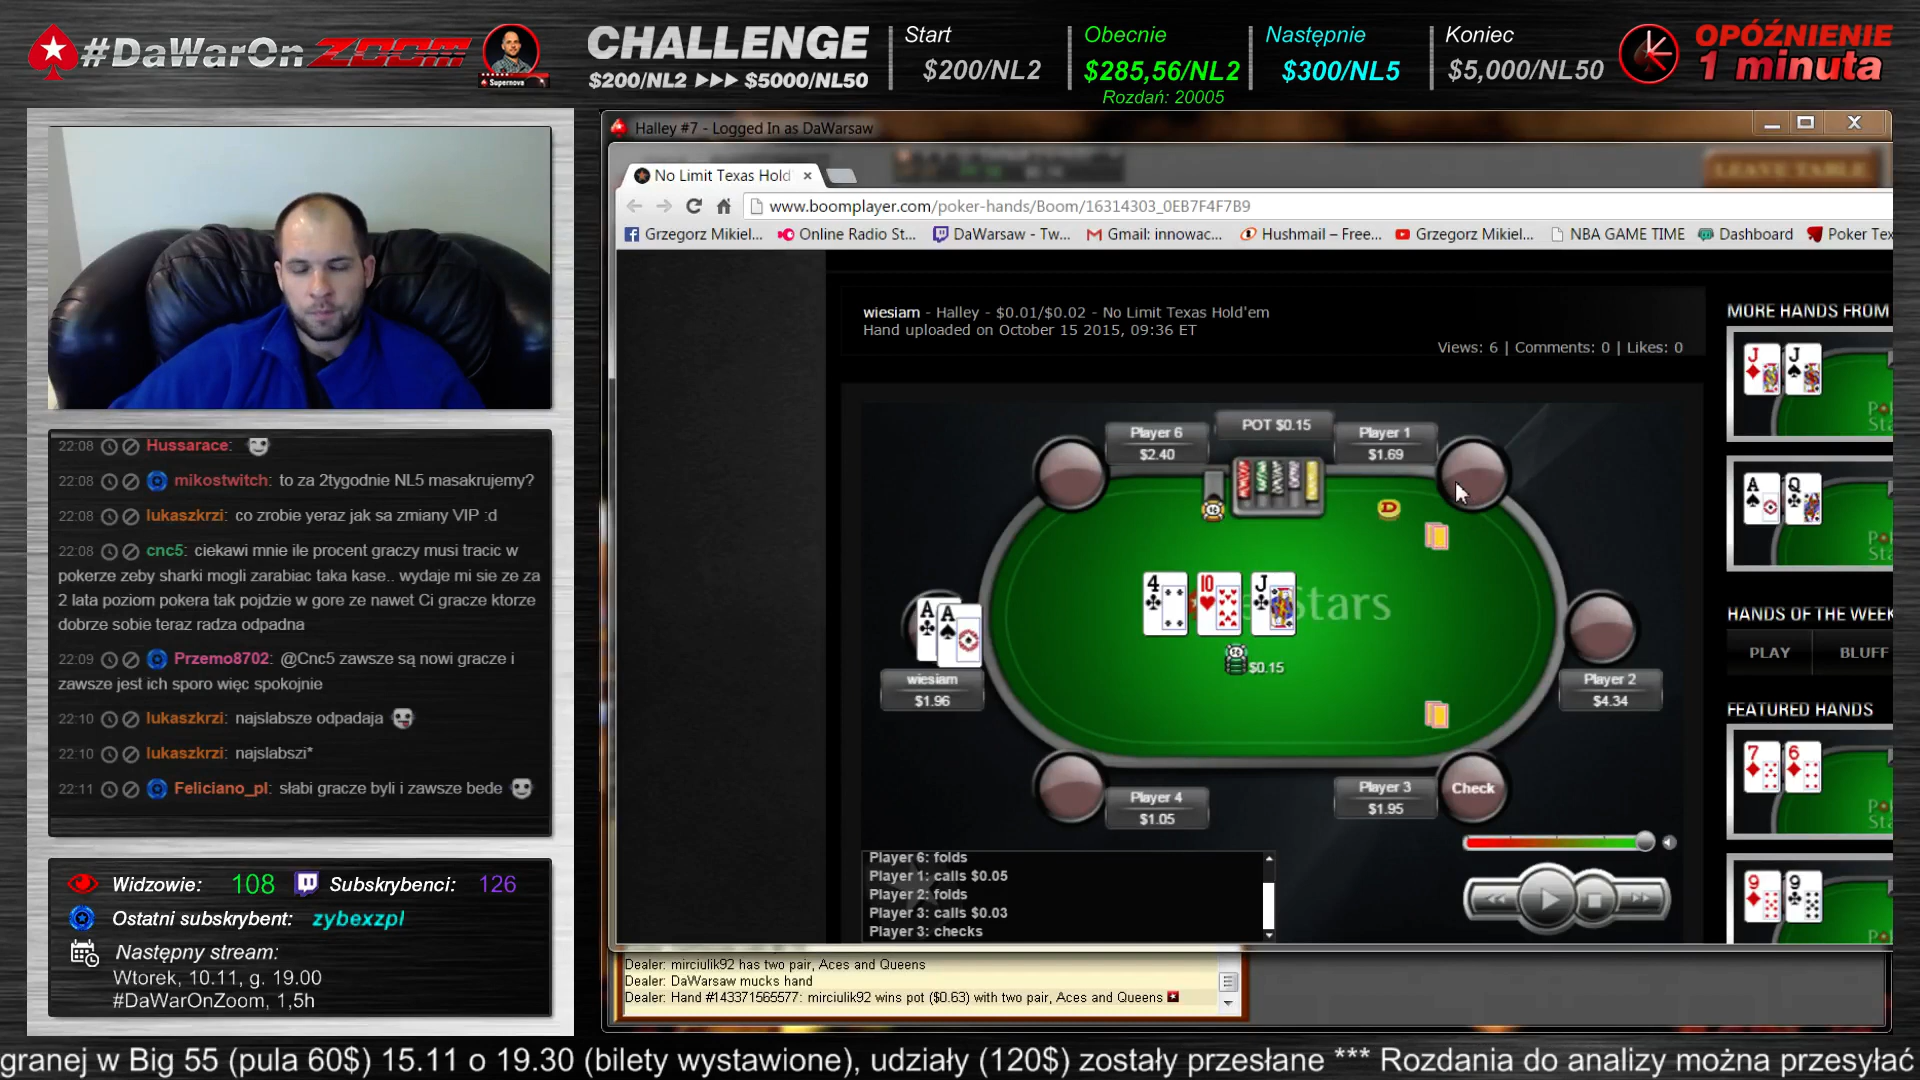 #DaWarOnZOOM
Supernova
CHALLENGE
$200/NL2 ►►► $5000/NL50
Start
$200/NL2
Obecnie
$285,56/NL2
Rozdań: 20005
Następnie
$300/NL5
Koniec
$5,000/NL50
OPÓŹNIENIE
1 minuta
Halley #7 - Logged In as DaWarsaw
LEAVE TABLE
No Limit Texas Hold
www.boomplayer.com/poker-hands/Boom/16314303_0EB7F4F7B9
Grzegorz Mikiel... Online Radio St... DaWarsaw - Tw... Gmail: innowac... Hushmail – Free... Grzegorz Mikiel... NBA GAME TIME Dashboard Poker Tex
wiesiam - Halley - $0.01/$0.02 - No Limit Texas Hold'em
Hand uploaded on October 15 2015, 09:36 ET
Views: 6 | Comments: 0 | Likes: 0
POT $0.15
Player 6
$2.40
Player 1
$1.69
D
4
10
J
Stars
$0.15
A
A
wiesiam
$1.96
Player 2
$4.34
Player 4
$1.05
Player 3
$1.95
Check
Player 6: folds
Player 1: calls $0.05
Player 2: folds
Player 3: calls $0.03
Player 3: checks
MORE HANDS FROM
J
J
A
Q
HANDS OF THE WEEK
PLAY
BLUFF
FEATURED HANDS
7
6
9
9
Dealer: mirciulik92 has two pair, Aces and Queens
Dealer: DaWarsaw mucks hand
Dealer: Hand #143371565577: mirciulik92 wins pot ($0.63) with two pair, Aces and Queens
22:08 Hussarace:
22:08 mikostwitch: to za 2tygodnie NL5 masakrujemy?
22:08 lukaszkrzi: co zrobie yeraz jak sa zmiany VIP :d
22:08 cnc5: ciekawi mnie ile procent graczy musi tracic w
pokerze zeby sharki mogli zarabiac taka kase.. wydaje mi sie ze za
2 lata poziom pokera tak pojdzie w gore ze nawet Ci gracze ktorze
dobrze sobie teraz radza odpadna
22:09 Przemo8702: @Cnc5 zawsze są nowi gracze i
zawsze jest ich sporo więc spokojnie
22:10 lukaszkrzi: najslabsze odpadaja
22:10 lukaszkrzi: najslabszi*
22:11 Feliciano_pl: słabi gracze byli i zawsze bede
Widzowie: 108 Subskrybenci: 126
Ostatni subskrybent: zybexzpl
Następny stream:
Wtorek, 10.11, g. 19.00
#DaWarOnZoom, 1,5h
granej w Big 55 (pula 60$) 15.11 o 19.30 (bilety wystawione), udziały (120$) zostały przesłane *** Rozdania do analizy można przesyłać